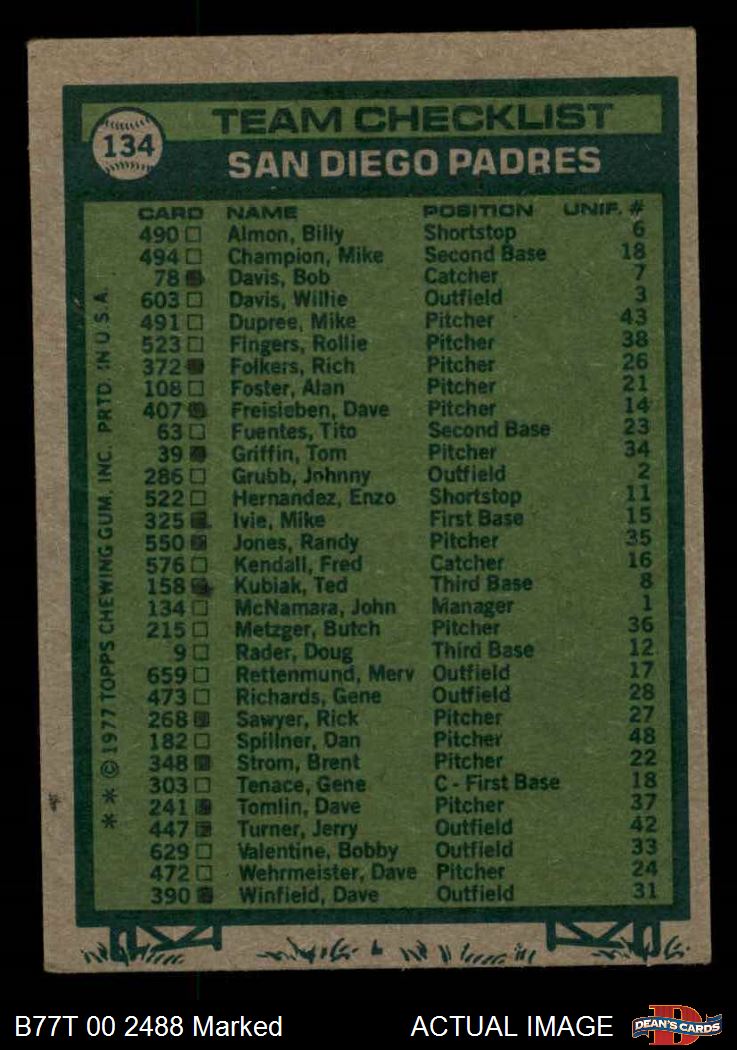 134
TEAM CHECKLIST
SAN DIEGO PADRES
CARD NAME POSITION UNIF. #
490 Almon, Billy Shortstop 6
494 Champion, Mike Second Base 18
78 Davis, Bob Catcher 7
603 Davis, Willie Outfield 3
491 Dupree, Mike Pitcher 43
523 Fingers, Rollie Pitcher 38
372 Folkers, Rich Pitcher 26
108 Foster, Alan Pitcher 21
407 Freisleben, Dave Pitcher 14
63 Fuentes, Tito Second Base 23
39 Griffin, Tom Pitcher 34
286 Grubb, Johnny Outfield 2
522 Hernandez, Enzo Shortstop 11
325 Ivie, Mike First Base 15
550 Jones, Randy Pitcher 35
576 Kendall, Fred Catcher 16
158 Kubiak, Ted Third Base 8
134 McNamara, John Manager 1
215 Metzger, Butch Pitcher 36
9 Rader, Doug Third Base 12
659 Rettenmund, Merv Outfield 17
473 Richards, Gene Outfield 28
268 Sawyer, Rick Pitcher 27
182 Spillner, Dan Pitcher 48
348 Strom, Brent Pitcher 22
303 Tenace, Gene C - First Base 18
241 Tomlin, Dave Pitcher 37
447 Turner, Jerry Outfield 42
629 Valentine, Bobby Outfield 33
472 Wehrmeister, Dave Pitcher 24
390 Winfield, Dave Outfield 31
* * © 1977 TOPPS CHEWING GUM, INC. PRTD. IN U.S.A.
B77T 00 2488 Marked ACTUAL IMAGE
DEAN'S CARDS